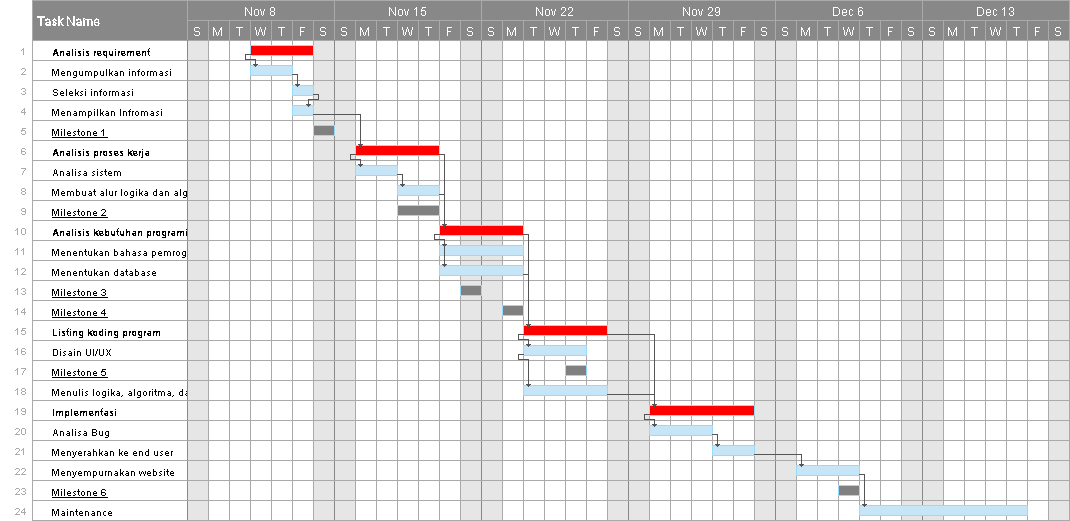 Task Name
Nov 8 Nov 15 Nov 22 Nov 29 Dec 6 Dec 13
S M T W T F S S M T W T F S S M T W T F S S M T W T F S S M T W T F S S M T W T F S
1 Analisis requirement
2 Mengumpulkan informasi
3 Seleksi informasi
4 Menampilkan Infromasi
5 Milestone 1
6 Analisis proses kerja
7 Analisa sistem
8 Membuat alur logika dan alg
9 Milestone 2
10 Analisis kebutuhan programi
11 Menentukan bahasa pemrog
12 Menentukan database
13 Milestone 3
14 Milestone 4
15 Listing koding program
16 Disain UI/UX
17 Milestone 5
18 Menulis logika, algoritma, da
19 Implementasi
20 Analisa Bug
21 Menyerahkan ke end user
22 Menyempurnakan website
23 Milestone 6
24 Maintenance